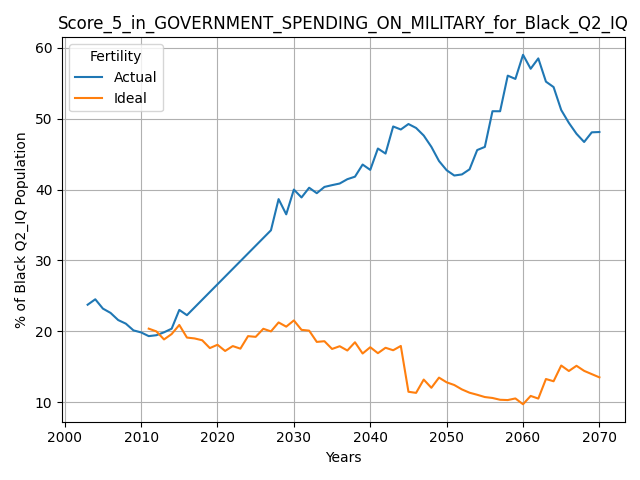 Score_5_in_GOVERNMENT_SPENDING_ON_MILITARY_for_Black_Q2_IQ
Fertility
Actual
Ideal
% of Black Q2_IQ Population
60
50
40
30
20
10
2000 2010 2020 2030 2040 2050 2060 2070
Years